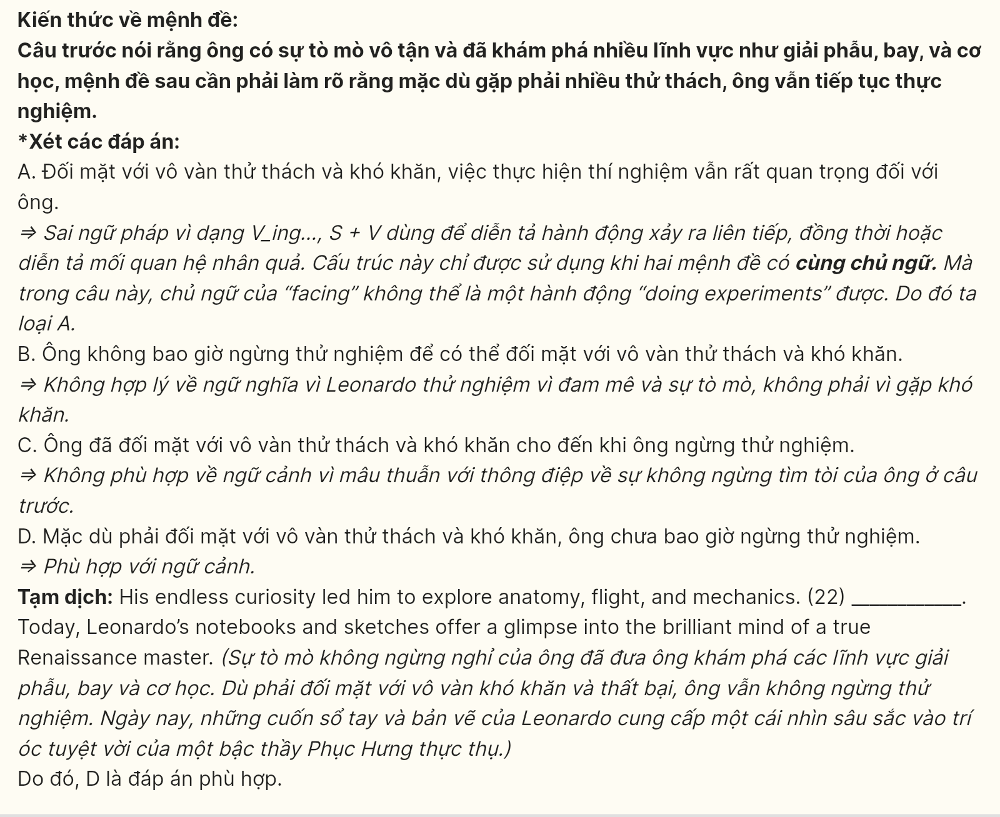 Kiến thức về mệnh đề:
Câu trước nói rằng ông có sự tò mò vô tận và đã khám phá nhiều lĩnh vực như giải phẫu, bay, và cơ
học, mệnh đề sau cần phải làm rõ rằng mặc dù gặp phải nhiều thử thách, ông vẫn tiếp tục thực
nghiệm.
*Xét các đáp án:
A. Đối mặt với vô vàn thử thách và khó khăn, việc thực hiện thí nghiệm vẫn rất quan trọng đối với
ông.
⇒ Sai ngữ pháp vì dạng V_ing..., S + V dùng để diễn tả hành động xảy ra liên tiếp, đồng thời hoặc
diễn tả mối quan hệ nhân quả. Cấu trúc này chỉ được sử dụng khi hai mệnh đề có cùng chủ ngữ. Mà
trong câu này, chủ ngữ của “facing” không thể là một hành động “doing experiments” được. Do đó ta
loại A.
B. Ông không bao giờ ngừng thử nghiệm để có thể đối mặt với vô vàn thử thách và khó khăn.
⇒ Không hợp lý về ngữ nghĩa vì Leonardo thử nghiệm vì đam mê và sự tò mò, không phải vì gặp khó
khăn.
C. Ông đã đối mặt với vô vàn thử thách và khó khăn cho đến khi ông ngừng thử nghiệm.
⇒ Không phù hợp về ngữ cảnh vì mâu thuẫn với thông điệp về sự không ngừng tìm tòi của ông ở câu
trước.
D. Mặc dù phải đối mặt với vô vàn thử thách và khó khăn, ông chưa bao giờ ngừng thử nghiệm.
⇒ Phù hợp với ngữ cảnh.
Tạm dịch: His endless curiosity led him to explore anatomy, flight, and mechanics. (22) ___________.
Today, Leonardo’s notebooks and sketches offer a glimpse into the brilliant mind of a true
Renaissance master. (Sự tò mò không ngừng nghỉ của ông đã đưa ông khám phá các lĩnh vực giải
phẫu, bay và cơ học. Dù phải đối mặt với vô vàn khó khăn và thất bại, ông vẫn không ngừng thử
nghiệm. Ngày nay, những cuốn sổ tay và bản vẽ của Leonardo cung cấp một cái nhìn sâu sắc vào trí
óc tuyệt vời của một bậc thầy Phục Hưng thực thụ.)
Do đó, D là đáp án phù hợp.